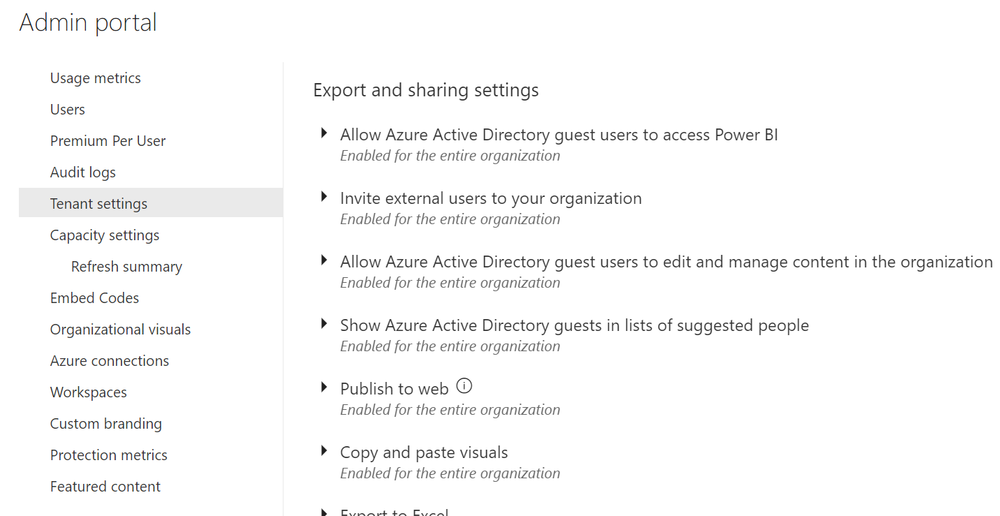 Admin portal
Usage metrics
Users
Premium Per User
Audit logs
Tenant settings
Capacity settings
Refresh summary
Embed Codes
Organizational visuals
Azure connections
Workspaces
Custom branding
Protection metrics
Featured content
Export and sharing settings
Allow Azure Active Directory guest users to access Power BI
Enabled for the entire organization
Invite external users to your organization
Enabled for the entire organization
Allow Azure Active Directory guest users to edit and manage content in the organization
Enabled for the entire organization
Show Azure Active Directory guests in lists of suggested people
Enabled for the entire organization
Publish to web
Enabled for the entire organization
Copy and paste visuals
Enabled for the entire organization
Export to Excel